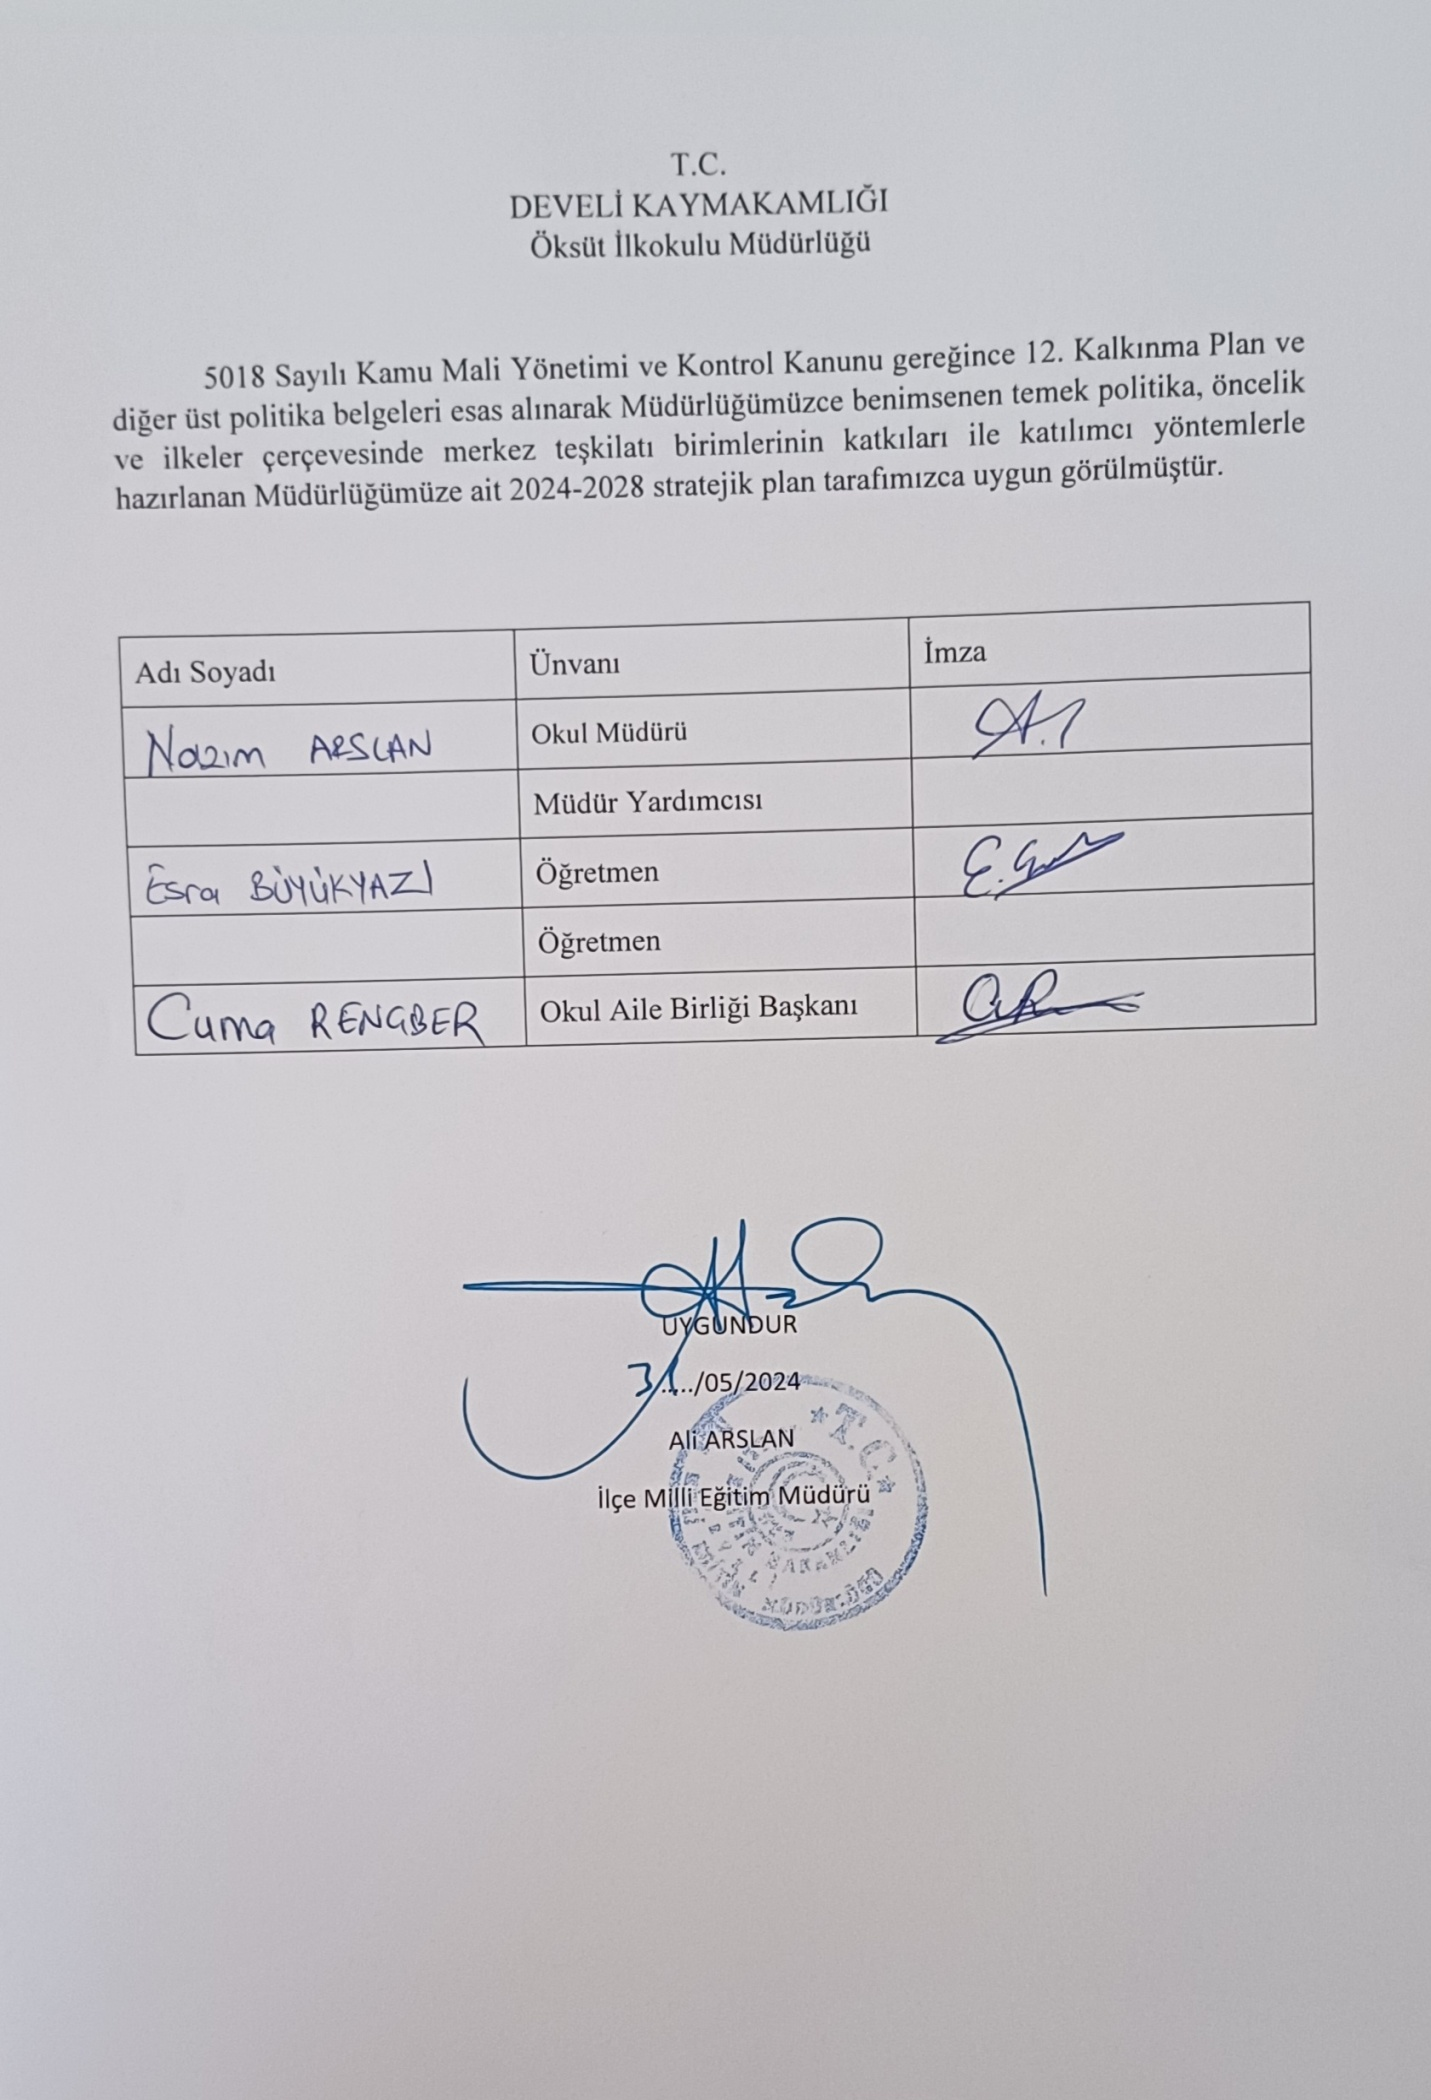 T.C.
DEVELİ KAYMAKAMLIĞI
Öksüt İlkokulu Müdürlüğü
5018 Sayılı Kamu Mali Yönetimi ve Kontrol Kanunu gereğince 12. Kalkınma Plan ve
diğer üst politika belgeleri esas alınarak Müdürlüğümüzce benimsenen temek politika, öncelik
ve ilkeler çerçevesinde merkez teşkilatı birimlerinin katkıları ile katılımcı yöntemlerle
hazırlanan Müdürlüğümüze ait 2024-2028 stratejik plan tarafımızca uygun görülmüştür.
Adı Soyadı Ünvanı İmza
Nazım ARSLAN Okul Müdürü
Müdür Yardımcısı
Esra BÜYÜKYAZI Öğretmen
Öğretmen
Cuma RENGBER Okul Aile Birliği Başkanı
UYGUNDUR
31..../05/2024
Ali ARSLAN
İlçe Milli Eğitim Müdürü
T.C.